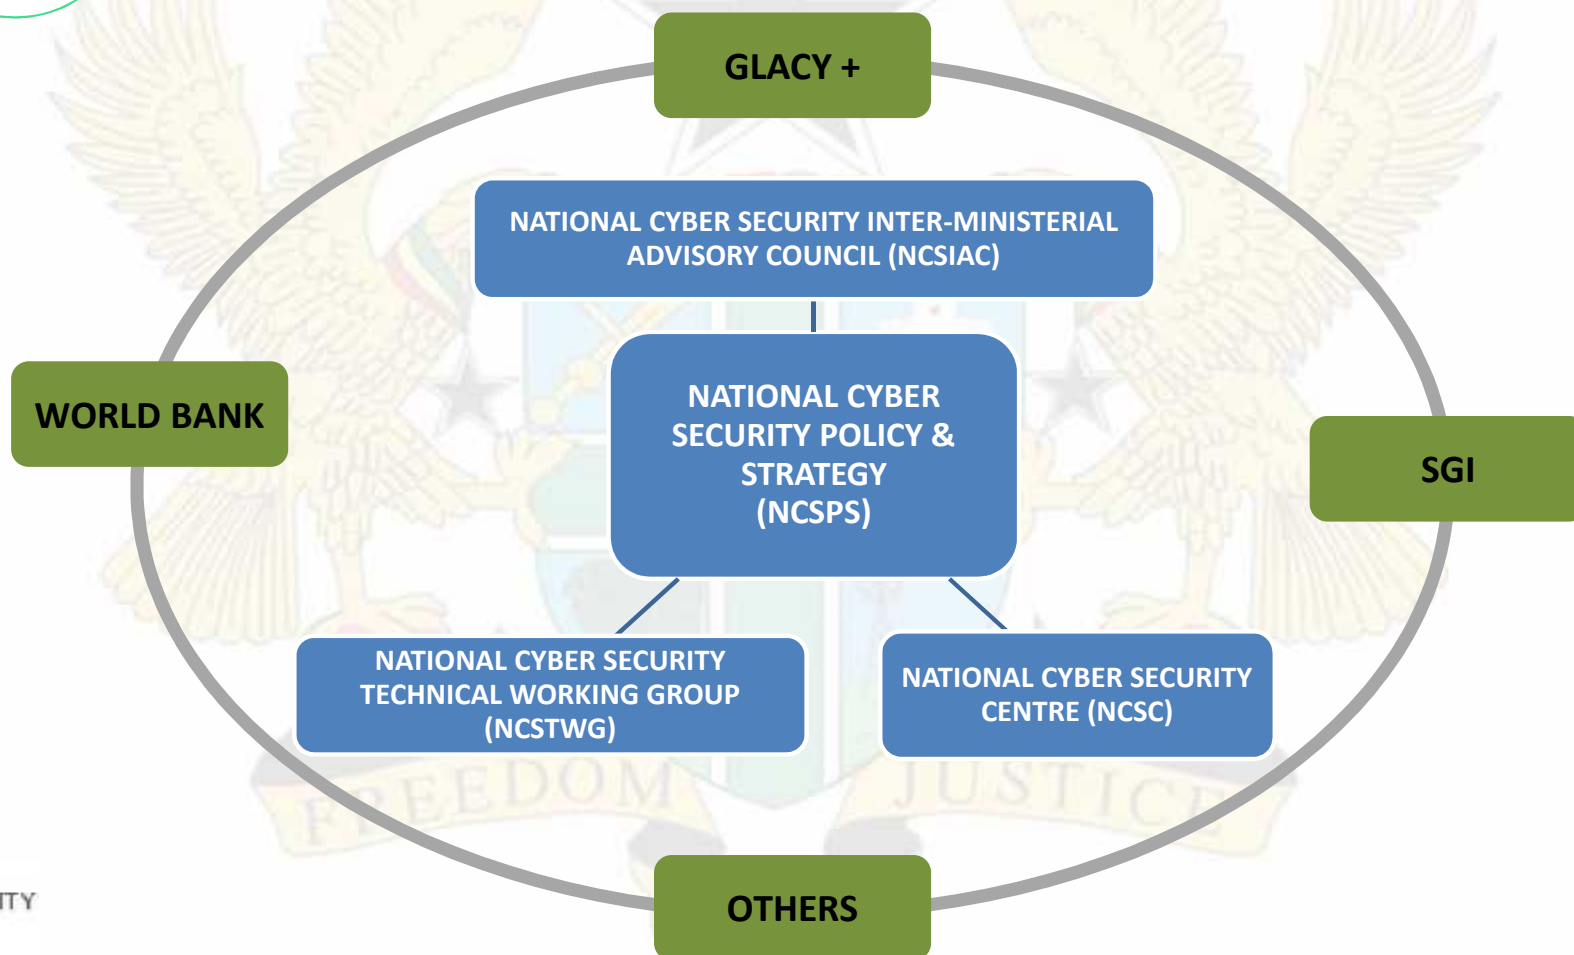 GLACY +
NATIONAL CYBER SECURITY INTER-MINISTERIAL
ADVISORY COUNCIL (NCSIAC)
NATIONAL CYBER
SECURITY POLICY &
STRATEGY
(NCSPS)
WORLD BANK
SGI
NATIONAL CYBER SECURITY
TECHNICAL WORKING GROUP
(NCSTWG)
NATIONAL CYBER SECURITY
CENTRE (NCSC)
FREEDOM JUSTICE
OTHERS